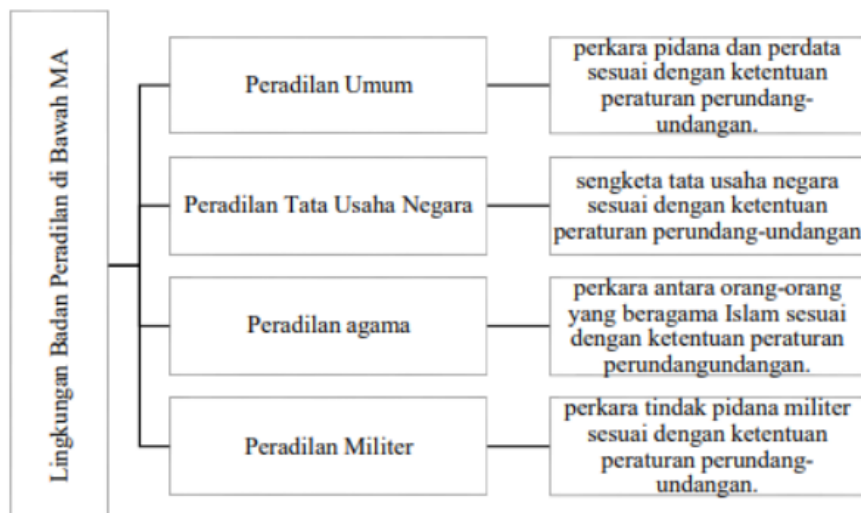 Lingkungan Badan Peradilan di Bawah MA
Peradilan Umum
perkara pidana dan perdata
sesuai dengan ketentuan
peraturan perundang-
undangan.
Peradilan Tata Usaha Negara
sengketa tata usaha negara
sesuai dengan ketentuan
peraturan perundang-undangan
Peradilan agama
perkara antara orang-orang
yang beragama Islam sesuai
dengan ketentuan peraturan
perundangundangan.
Peradilan Militer
perkara tindak pidana militer
sesuai dengan ketentuan
peraturan perundang-
undangan.